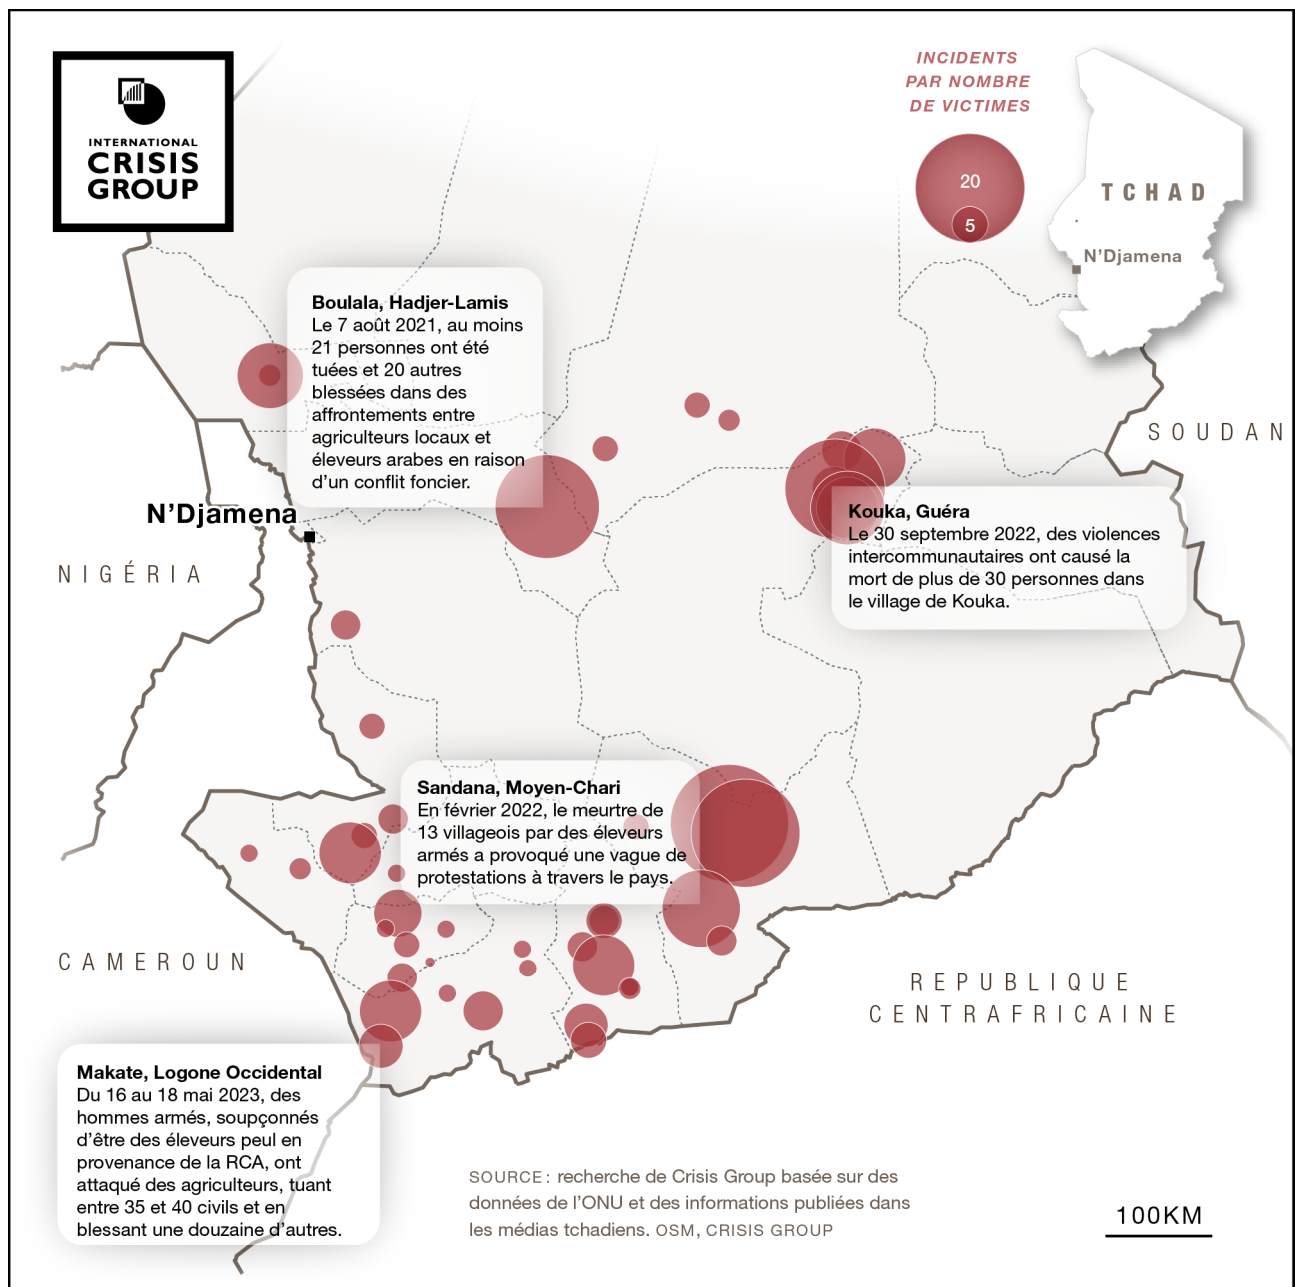 INTERNATIONAL
CRISIS
GROUP
INCIDENTS
PAR NOMBRE
DE VICTIMES
20
5
TCHAD
N'Djamena
Boulala, Hadjer-Lamis
Le 7 août 2021, au moins
21 personnes ont été
tuées et 20 autres
blessées dans des
affrontements entre
agriculteurs locaux et
éleveurs arabes en raison
d'un conflit foncier.
SOUDAN
N'Djamena
NIGÉRIA
Kouka, Guéra
Le 30 septembre 2022, des violences
intercommunautaires ont causé la
mort de plus de 30 personnes dans
le village de Kouka.
Sandana, Moyen-Chari
En février 2022, le meurtre de
13 villageois par des éleveurs
armés a provoqué une vague de
protestations à travers le pays.
CAMEROUN
REPUBLIQUE
CENTRAFRICAINE
Makate, Logone Occidental
Du 16 au 18 mai 2023, des
hommes armés, soupçonnés
d'être des éleveurs peul en
provenance de la RCA, ont
attaqué des agriculteurs, tuant
entre 35 et 40 civils et en
blessant une douzaine d'autres.
SOURCE : recherche de Crisis Group basée sur des
données de l'ONU et des informations publiées dans
les médias tchadiens. OSM, CRISIS GROUP
100KM